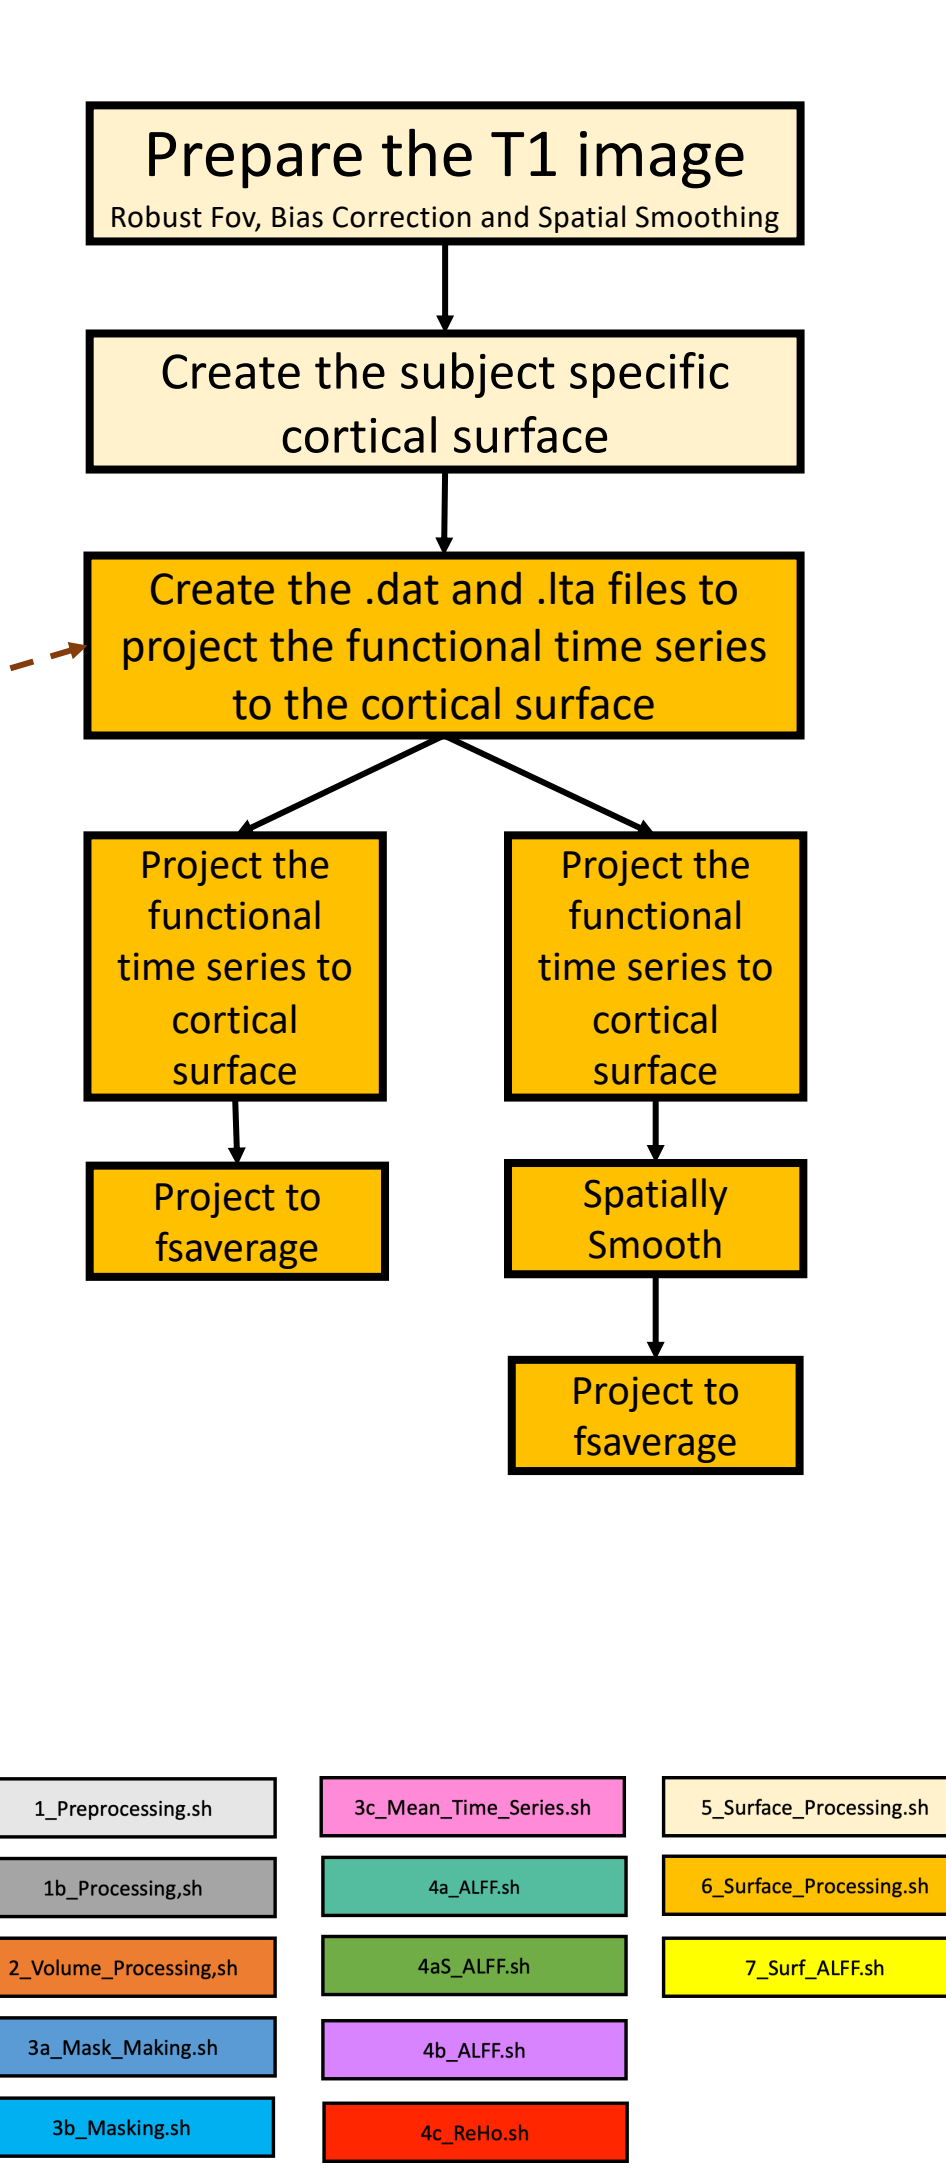 Prepare the T1 image
Robust Fov, Bias Correction and Spatial Smoothing
Create the subject specific
cortical surface
Create the .dat and .lta files to
project the functional time series
to the cortical surface
Project the
functional
time series to
cortical
surface
Project the
functional
time series to
cortical
surface
Project to
fsaverage
Spatially
Smooth
Project to
fsaverage
1_Preprocessing.sh
1b_Processing,sh
2_Volume_Processing,sh
3a_Mask_Making.sh
3b_Masking.sh
3c_Mean_Time_Series.sh
4a_ALFF.sh
4aS_ALFF.sh
4b_ALFF.sh
4c_ReHo.sh
5_Surface_Processing.sh
6_Surface_Processing.sh
7_Surf_ALFF.sh